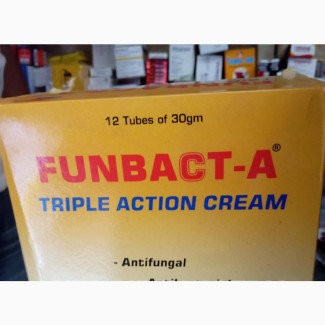 12 Tubes of 30gm
FUNBACT-A®
TRIPLE ACTION CREAM
- Antifungal